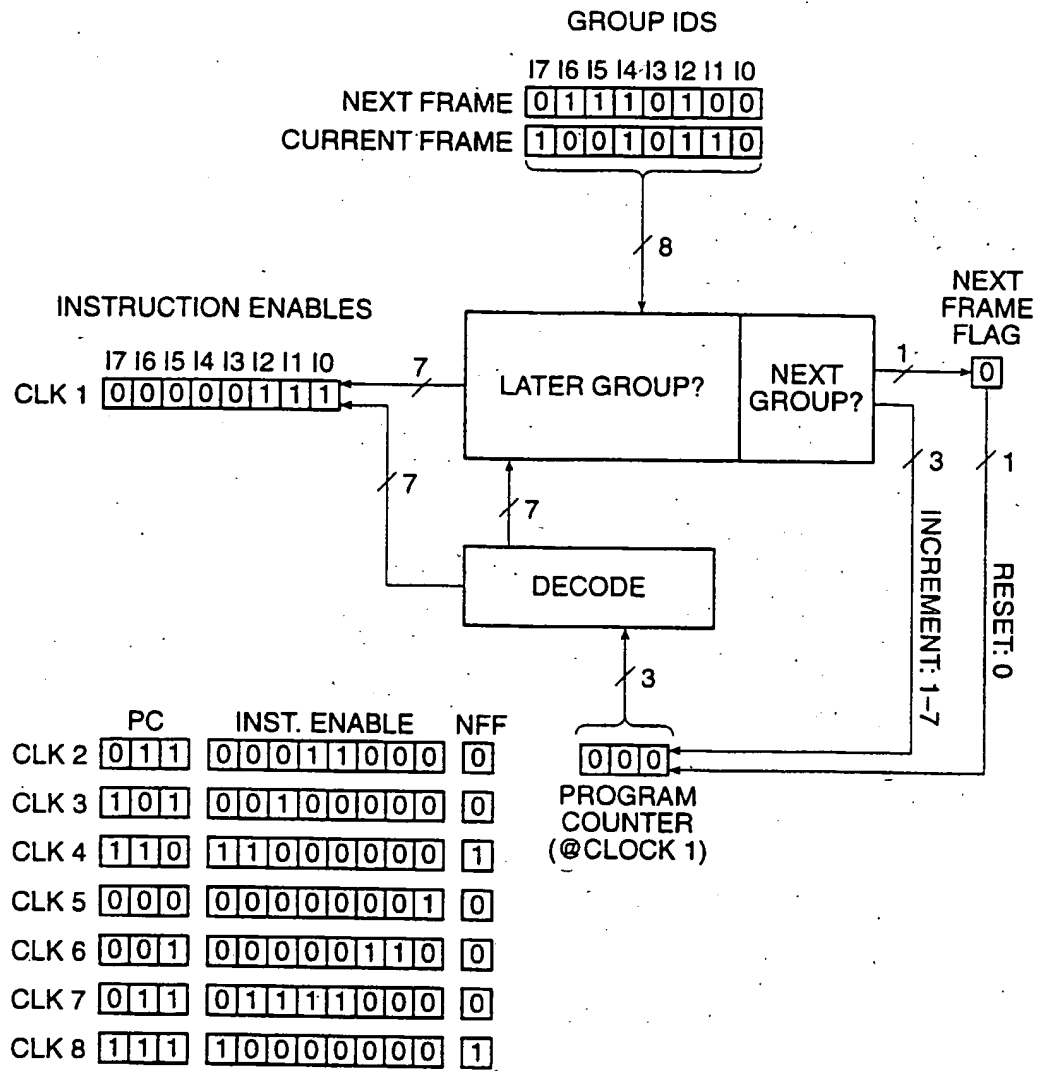 GROUP IDS
I7 I6 I5 I4 I3 I2 I1 I0
NEXT FRAME 0 1 1 1 0 1 0 0
CURRENT FRAME 1 0 0 1 0 1 1 0
8
INSTRUCTION ENABLES
I7 I6 I5 I4 I3 I2 I1 I0
CLK 1 0 0 0 0 0 1 1 1
7
LATER GROUP?
NEXT
GROUP?
1
NEXT
FRAME
FLAG
0
7
7
3
1
DECODE
INCREMENT: 1–7
RESET: 0
3
0 0 0
PROGRAM
COUNTER
(@CLOCK 1)
PC INST. ENABLE NFF
CLK 2 0 1 1 0 0 0 1 1 0 0 0 0
CLK 3 1 0 1 0 0 1 0 0 0 0 0 0
CLK 4 1 1 0 1 1 0 0 0 0 0 0 1
CLK 5 0 0 0 0 0 0 0 0 0 0 1 0
CLK 6 0 0 1 0 0 0 0 0 1 1 0 0
CLK 7 0 1 1 0 1 1 1 1 0 0 0 0
CLK 8 1 1 1 1 0 0 0 0 0 0 0 1